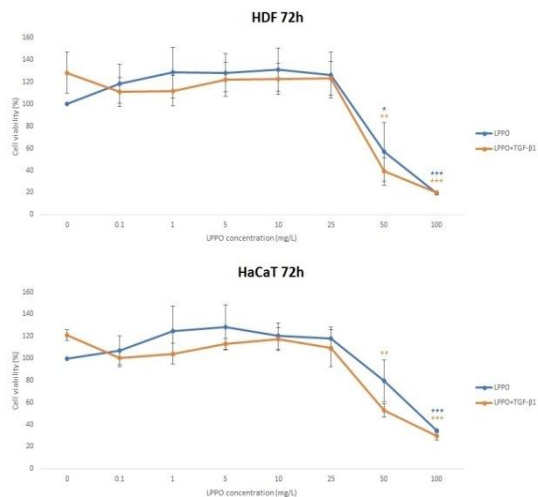 HDF 72h
160
140
120
100
80
60
40
20
0
Cell viability (%)
*
**
***
***
0 0.1 1 5 10 25 50 100
LPPO concentration (mg/L)
LPPO
LPPO+TGF-β1
HaCaT 72h
160
140
120
100
80
60
40
20
0
Cell viability (%)
**
***
***
0 0.1 1 5 10 25 50 100
LPPO concentration (mg/L)
LPPO
LPPO+TGF-β1